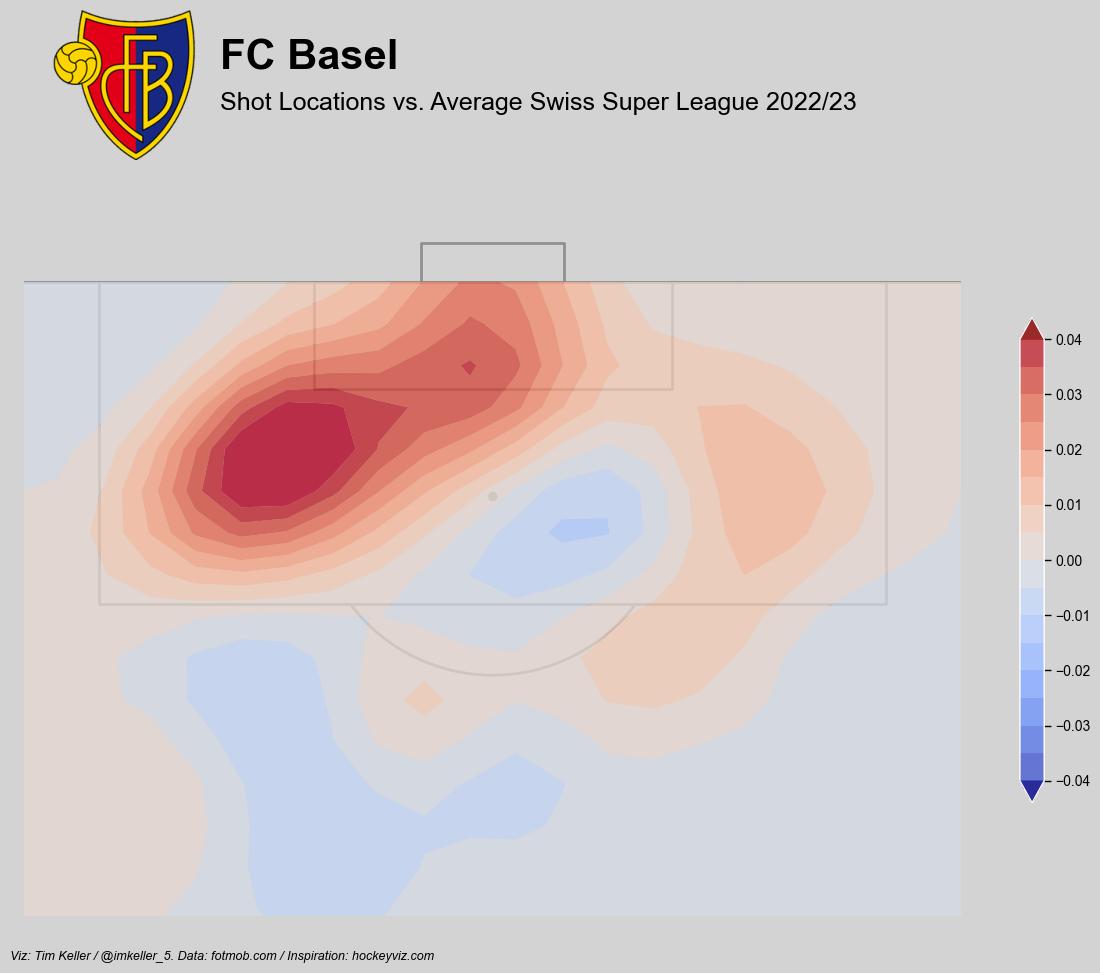 FCB
FC Basel
Shot Locations vs. Average Swiss Super League 2022/23
0.04
0.03
0.02
0.01
0.00
−0.01
−0.02
−0.03
−0.04
Viz: Tim Keller / @imkeller_5. Data: fotmob.com / Inspiration: hockeyviz.com